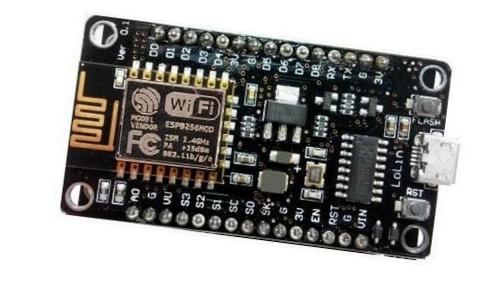 Ver 0.1
D0 D1 D2 D3 D4 3V G D5 D6 D7 D8 RX TX G 3V
FLASH
WiFi
MODEL ESP8266MOD
VENDOR
ISM 2.4GHz
PA +25dBm
802.11b/g/n
FC
LoLin
RST
A0 G VU S3 S2 S1 SC S0 SK G 3V EN RST G VIN